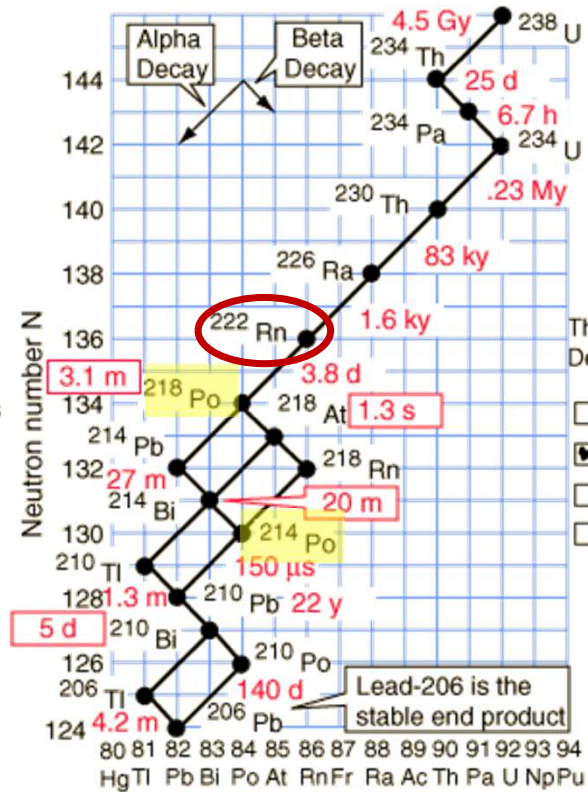 4.5 Gy
238 U
Alpha Decay
Beta Decay
234 Th
144
25 d
6.7 h
234 Pa
142
234 U
.23 My
230 Th
140
83 ky
226 Ra
138
1.6 ky
222 Rn
136
Th
3.8 d
De
3.1 m
218 Po
134
218 At
1.3 s
214 Pb
132
218 Rn
27 m
214 Bi
20 m
130
214 Po
210 Tl
150 µs
128
1.3 m
210 Pb
22 y
5 d
210 Bi
126
210 Po
206 Tl
140 d
Lead-206 is the
stable end product
124
4.2 m
206 Pb
Neutron number N
80 81 82 83 84 85 86 87 88 89 90 91 92 93 94
Hg Tl Pb Bi Po At Rn Fr Ra Ac Th Pa U Np Pu